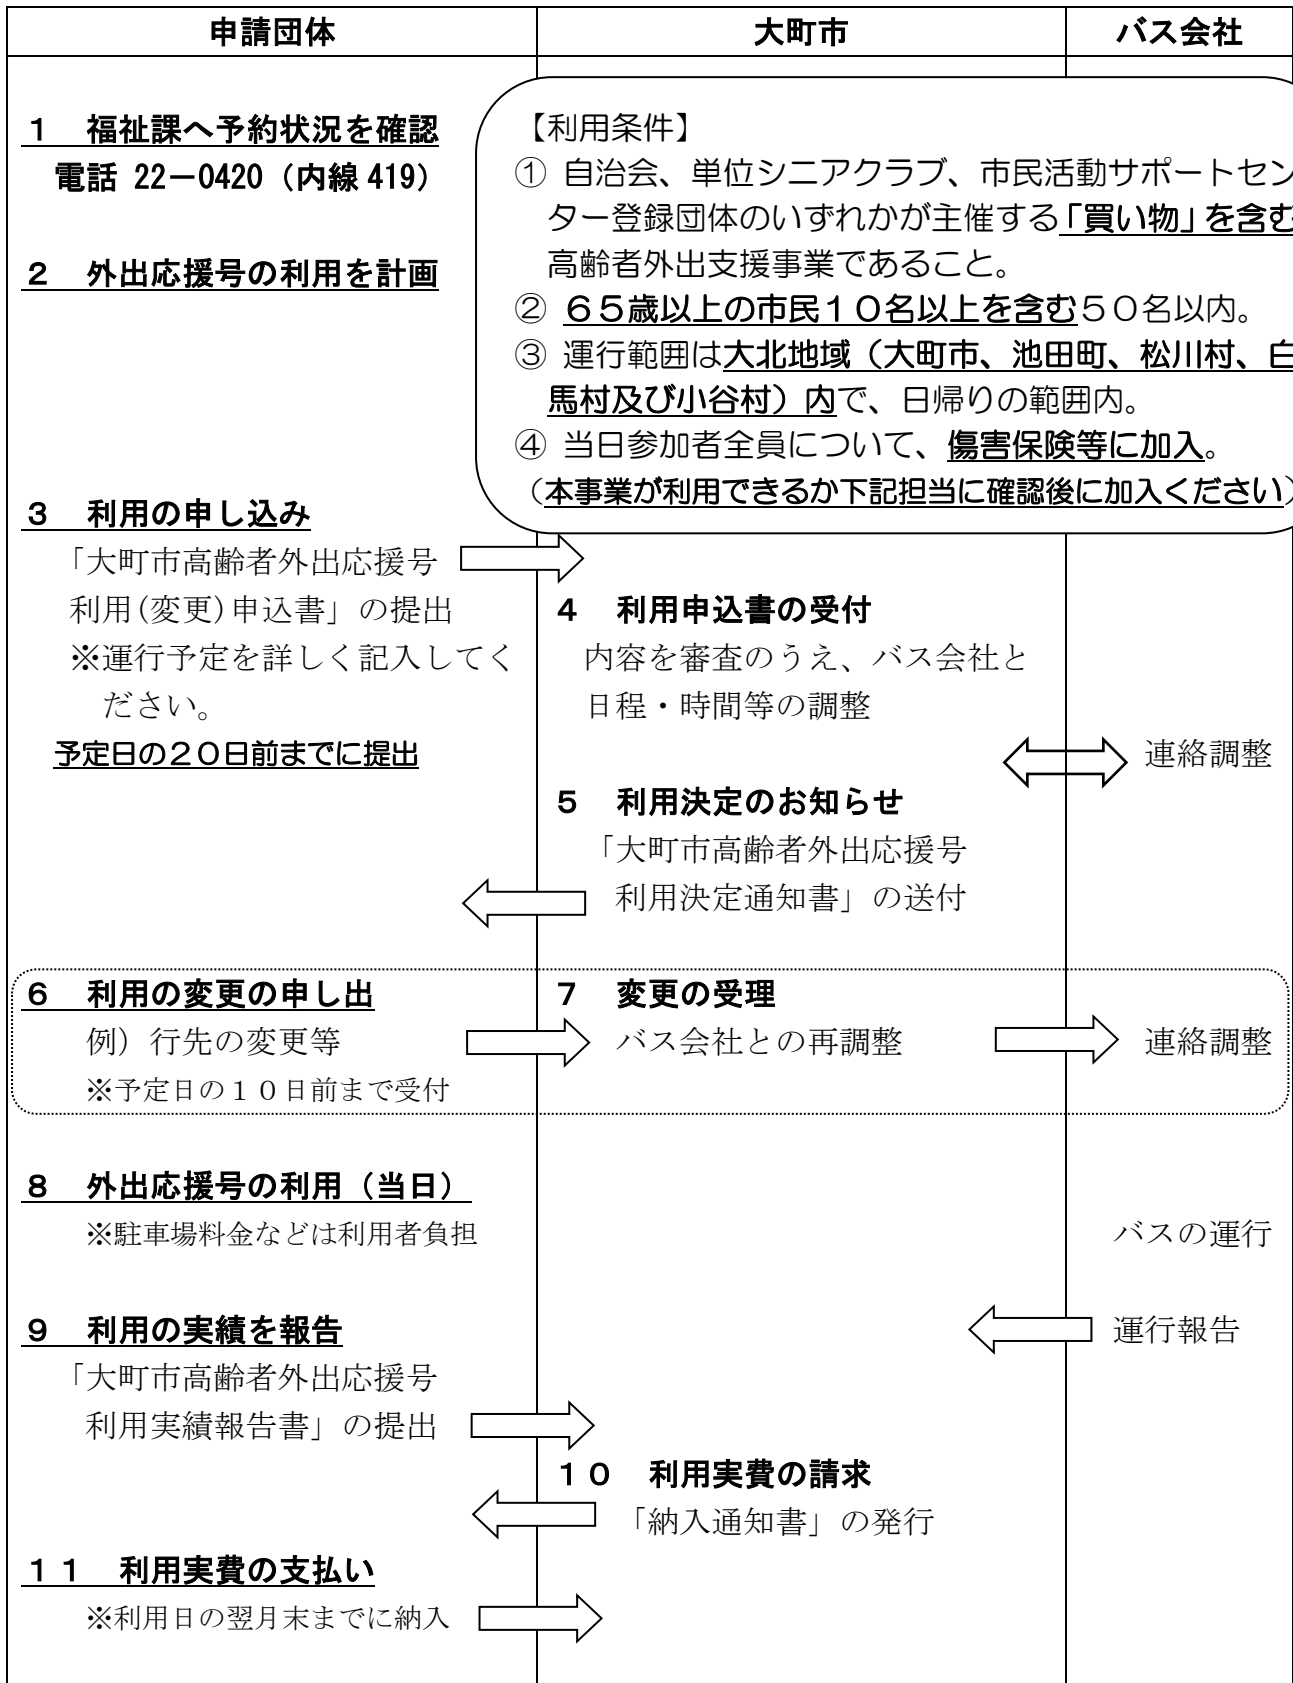 申請団体
大町市
バス会社
１　福祉課へ予約状況を確認
電話 22－0420（内線 419）
２　外出応援号の利用を計画
【利用条件】
① 自治会、単位シニアクラブ、市民活動サポートセン
ター登録団体のいずれかが主催する「買い物」を含む
高齢者外出支援事業であること。
② ６５歳以上の市民１０名以上を含む５０名以内。
③ 運行範囲は大北地域（大町市、池田町、松川村、白
馬村及び小谷村）内で、日帰りの範囲内。
④ 当日参加者全員について、傷害保険等に加入。
（本事業が利用できるか下記担当に確認後に加入ください）
３　利用の申し込み
「大町市高齢者外出応援号
利用(変更)申込書」の提出
※運行予定を詳しく記入してく
ださい。
予定日の２０日前までに提出
４　利用申込書の受付
内容を審査のうえ、バス会社と
日程・時間等の調整
連絡調整
５　利用決定のお知らせ
「大町市高齢者外出応援号
利用決定通知書」の送付
６　利用の変更の申し出
例）行先の変更等
※予定日の１０日前まで受付
７　変更の受理
バス会社との再調整
連絡調整
８　外出応援号の利用（当日）
※駐車場料金などは利用者負担
バスの運行
９　利用の実績を報告
「大町市高齢者外出応援号
利用実績報告書」の提出
運行報告
１０　利用実費の請求
「納入通知書」の発行
１１　利用実費の支払い
※利用日の翌月末までに納入